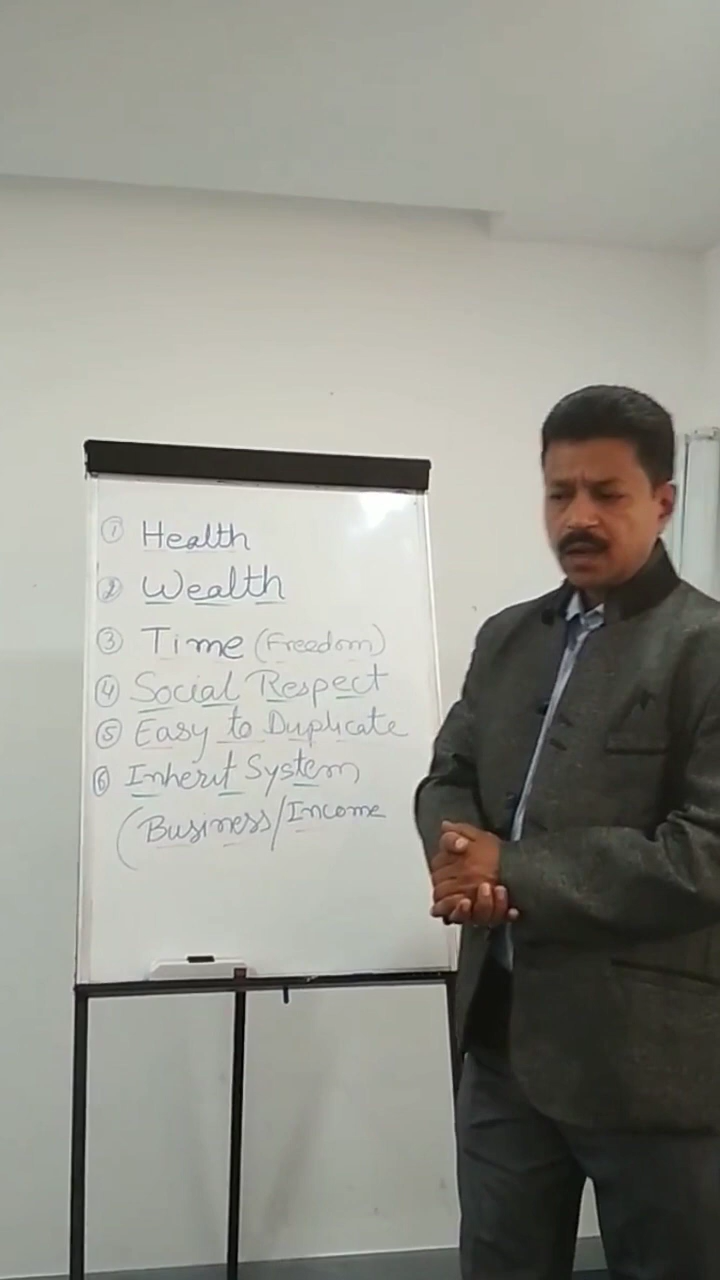 ① Health
② Wealth
③ Time (Freedom)
④ Social Respect
⑤ Easy to Duplicate
⑥ Inherit System
(Business/Income